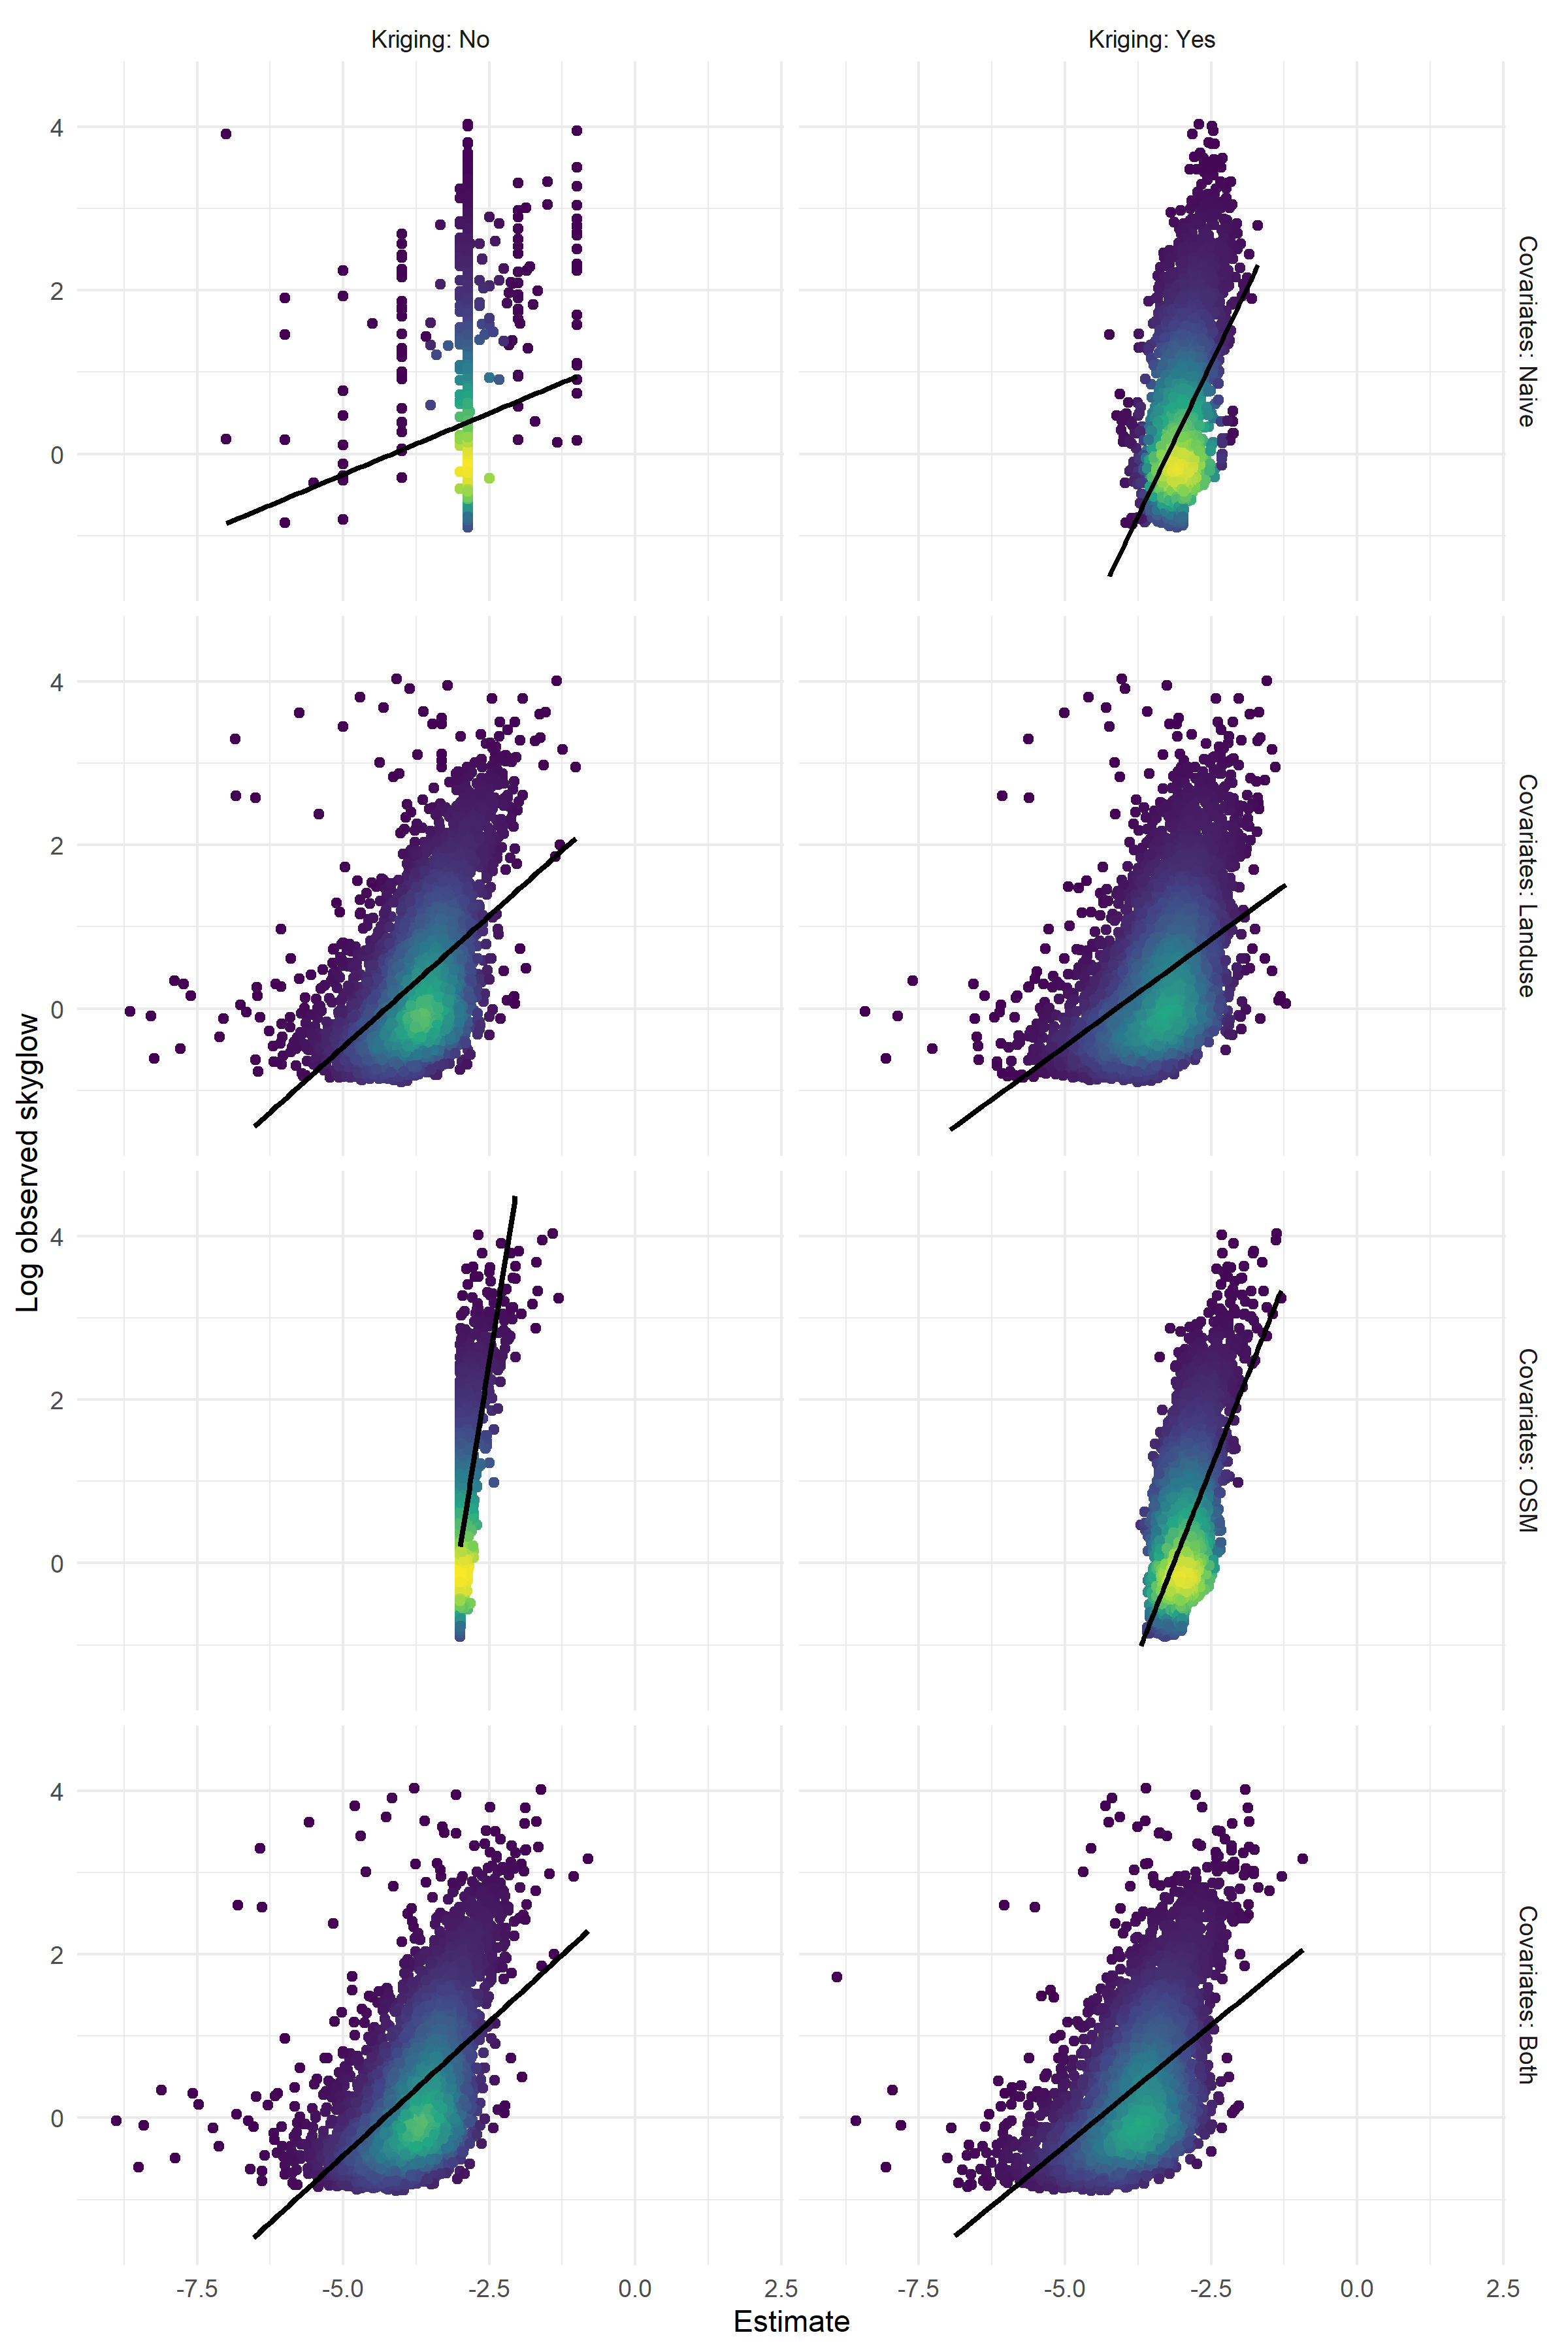 Kriging: No
Kriging: Yes
4
2
0
Covariates: Naive
4
2
0
Covariates: Landuse
Log observed skyglow
4
2
0
Covariates: OSM
4
2
0
Covariates: Both
-7.5 -5.0 -2.5 0.0 2.5
-7.5 -5.0 -2.5 0.0 2.5
Estimate